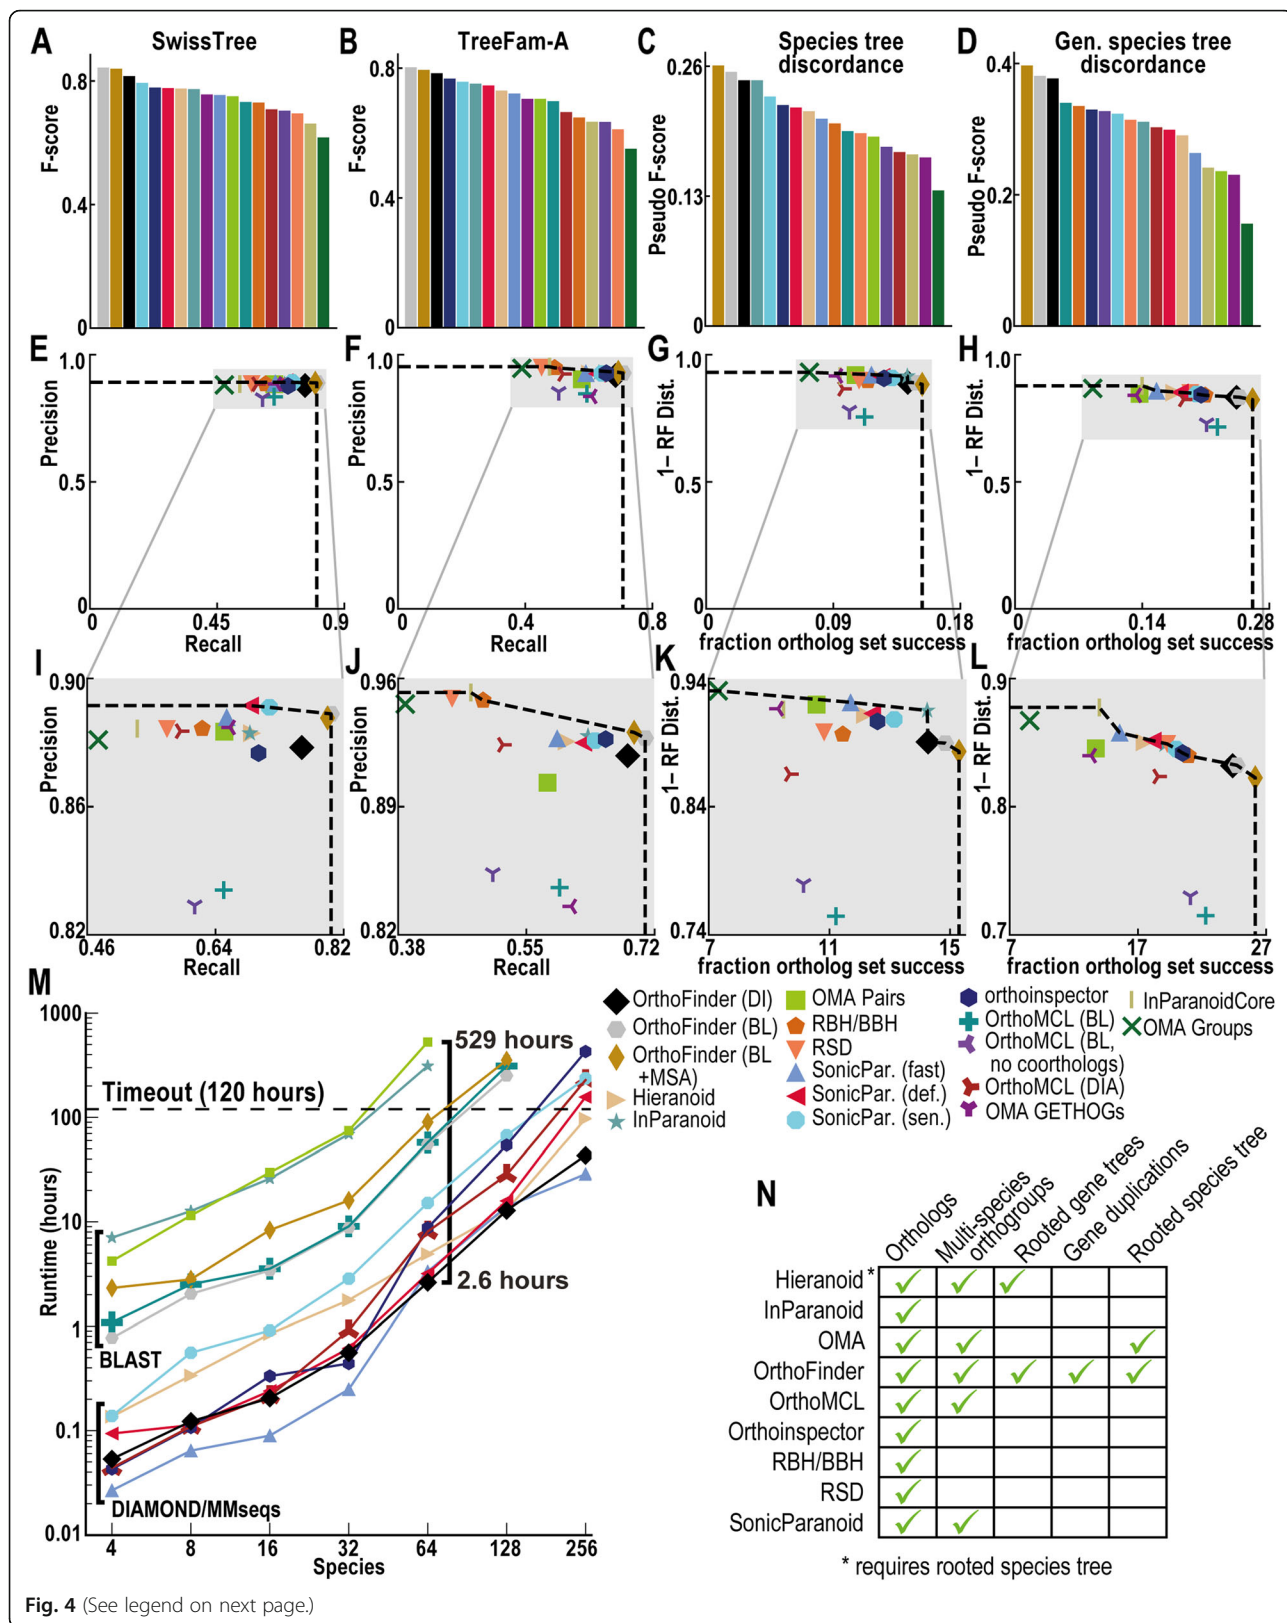 A
SwissTree
B
TreeFam-A
C
Species tree
discordance
D
Gen. species tree
discordance
F-score
0.8
0.4
0
F-score
0.8
0.4
0
Pseudo F-score
0.26
0.13
0
Pseudo F-score
0.4
0.2
0
E
Precision
1.0
0.5
0
0
0.45
0.9
Recall
F
Precision
1.0
0.5
0
0
0.4
0.8
Recall
G
1– RF Dist.
1.0
0.5
0
0
0.09
0.18
fraction ortholog set success
H
1– RF Dist.
1.0
0.5
0
0
0.14
0.28
fraction ortholog set success
I
Precision
0.90
0.86
0.82
0.46
0.64
0.82
Recall
J
Precision
0.96
0.89
0.82
0.38
0.55
0.72
Recall
K
1– RF Dist.
0.94
0.84
0.74
7
11
15
fraction ortholog set success
L
1– RF Dist.
0.9
0.8
0.7
7
17
27
fraction ortholog set success
M
Runtime (hours)
1000
100
10
1
0.1
0.01
Timeout (120 hours)
529 hours
2.6 hours
BLAST
DIAMOND/MMseqs
4
8
16
32
64
128
256
Species
OrthoFinder (DI)
OrthoFinder (BL)
OrthoFinder (BL
+MSA)
Hieranoid
InParanoid
OMA Pairs
RBH/BBH
RSD
SonicPar. (fast)
SonicPar. (def.)
SonicPar. (sen.)
orthoinspector
OrthoMCL (BL)
OrthoMCL (BL,
no coorthologs)
OrthoMCL (DIA)
OMA GETHOGs
InParanoidCore
OMA Groups
N
Orthologs
Multi-species
orthogroups
Rooted gene trees
Gene duplications
Rooted species tree
Hieranoid *
InParanoid
OMA
OrthoFinder
OrthoMCL
Orthoinspector
RBH/BBH
RSD
SonicParanoid
* requires rooted species tree
Fig. 4 (See legend on next page.)